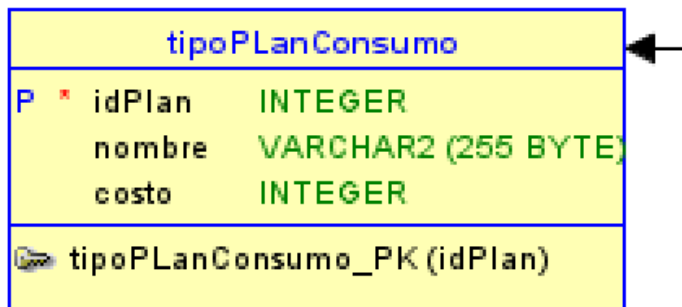 tipoPLanConsumo
P * idPlan INTEGER
nombre VARCHAR2 (255 BYTE)
costo INTEGER
tipoPLanConsumo_PK (idPlan)